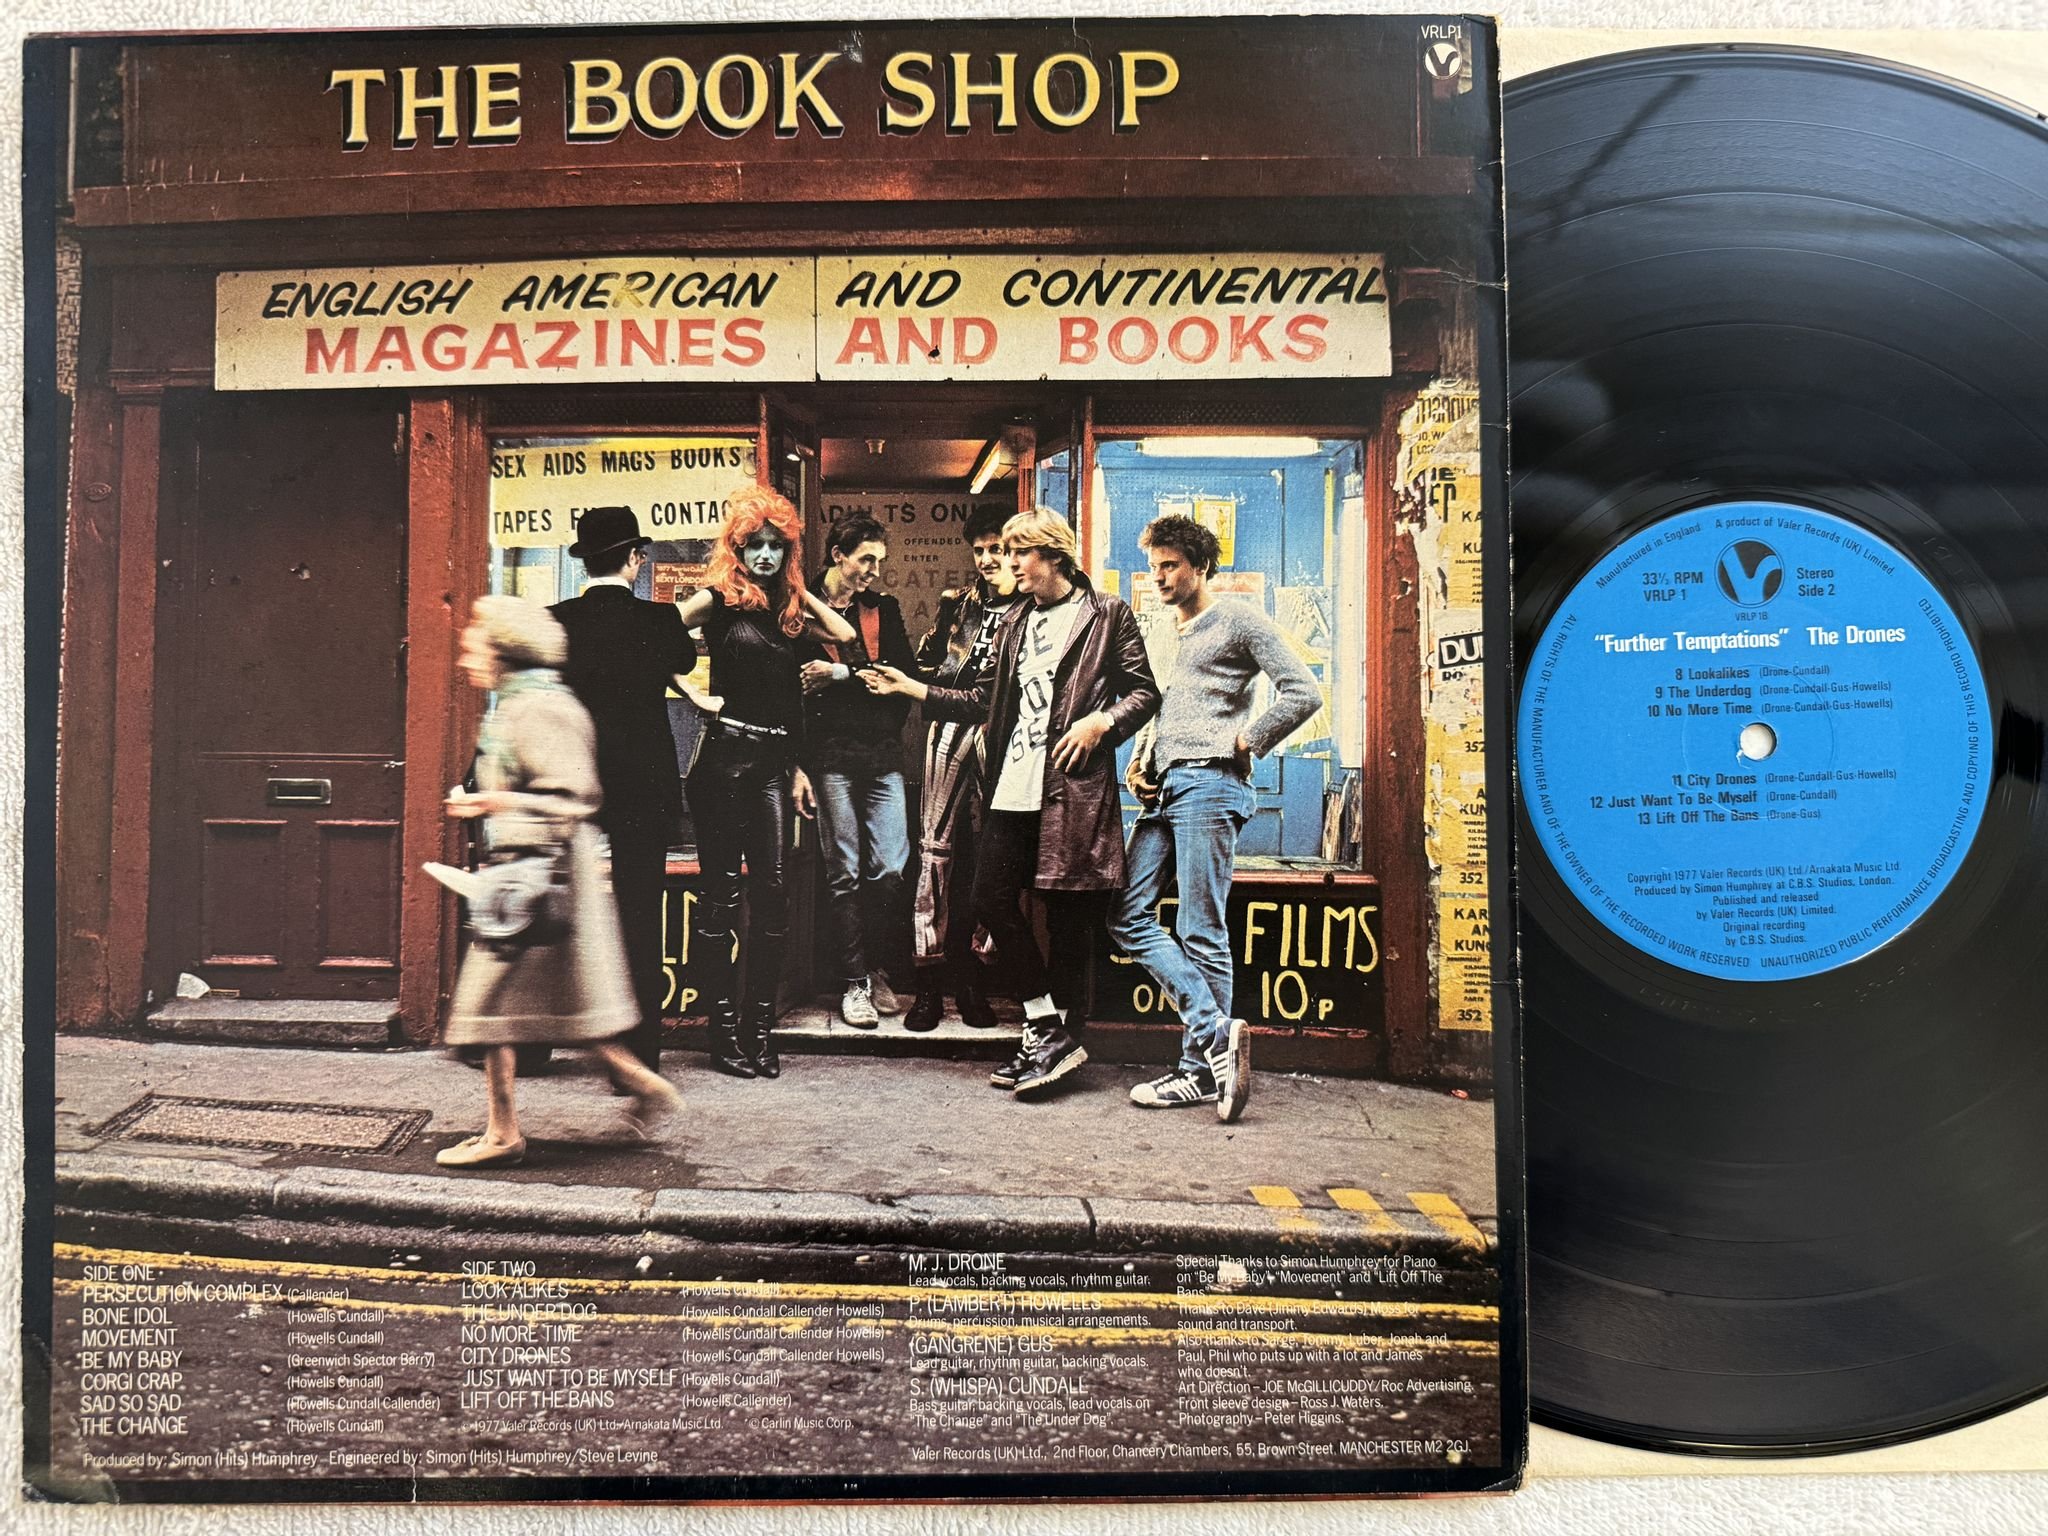 VRLP1
THE BOOK SHOP
ENGLISH AMERICAN AND CONTINENTAL
MAGAZINES AND BOOKS
SEX AIDS MAGS BOOKS
TAPES CONTAC
OFFENDED
ENTER
FILMS
10p
SIDE ONE
PERSECUTION COMPLEX (Callender)
BONE IDOL (Howells Cundall)
MOVEMENT (Howells Cundall)
BE MY BABY (Greenwich Spector Barry)
CORGI CRAP (Howells Cundall)
SAD SO SAD (Howells Cundall Callender)
THE CHANGE (Howells Cundall)
SIDE TWO
LOOK ALIKES (Howells Cundall)
THE UNDER DOG (Howells Cundall Callender Howells)
NO MORE TIME (Howells Cundall Callender Howells)
CITY DRONES (Howells Cundall Callender Howells)
JUST WANT TO BE MYSELF (Howells Cundall)
LIFT OFF THE BANS (Howells Callender)
℗ 1977 Valer Records (UK) Ltd./Arnakata Music Ltd. © Carlin Music Corp.
Produced by: Simon (Hits) Humphrey Engineered by: Simon (Hits) Humphrey/Steve Levine
M. J. DRONE
Lead vocals, backing vocals, rhythm guitar.
P. (LAMBERT) HOWELLS
Drums, percussion, musical arrangements.
(GANGRENE) GUS
Lead guitar, rhythm guitar, backing vocals.
S. (WHISPA) CUNDALL
Bass guitar, backing vocals, lead vocals on
"The Change" and "The Under Dog".
Special Thanks to Simon Humphrey for Piano
on "Be My Baby", "Movement" and "Lift Off The
Bans"
Thanks to Dave (Jimmy Edwards) Moss for
sound and transport.
Also thanks to Sarge, Tommy, Luber, Jonah and
Paul, Phil who puts up with a lot and James
who doesn't.
Art Direction – JOE McGILLICUDDY/Roc Advertising.
Front sleeve design – Ross J. Waters.
Photography – Peter Higgins.
Valer Records (UK) Ltd., 2nd Floor, Chancery Chambers, 55, Brown Street, MANCHESTER M2 2GJ.
Manufactured in England A product of Valer Records (UK) Limited.
33⅓ RPM
VRLP 1
Stereo
Side 2
VRLP 1B
"Further Temptations" The Drones
8 Lookalikes (Drone-Cundall)
9 The Underdog (Drone-Cundall-Gus-Howells)
10 No More Time (Drone-Cundall-Gus-Howells)
11 City Drones (Drone-Cundall-Gus-Howells)
12 Just Want To Be Myself (Drone-Cundall)
13 Lift Off The Bans (Drone-Gus)
Copyright 1977 Valer Records (UK) Ltd./Arnakata Music Ltd.
Produced by Simon Humphrey at C.B.S. Studios, London.
Published and released
by Valer Records (UK) Limited.
Original recording
by C.B.S. Studios.
ALL RIGHTS OF THE MANUFACTURER AND OF THE OWNER OF THE RECORDED WORK RESERVED UNAUTHORIZED PUBLIC PERFORMANCE BROADCASTING AND COPYING OF THIS RECORD PROHIBITED